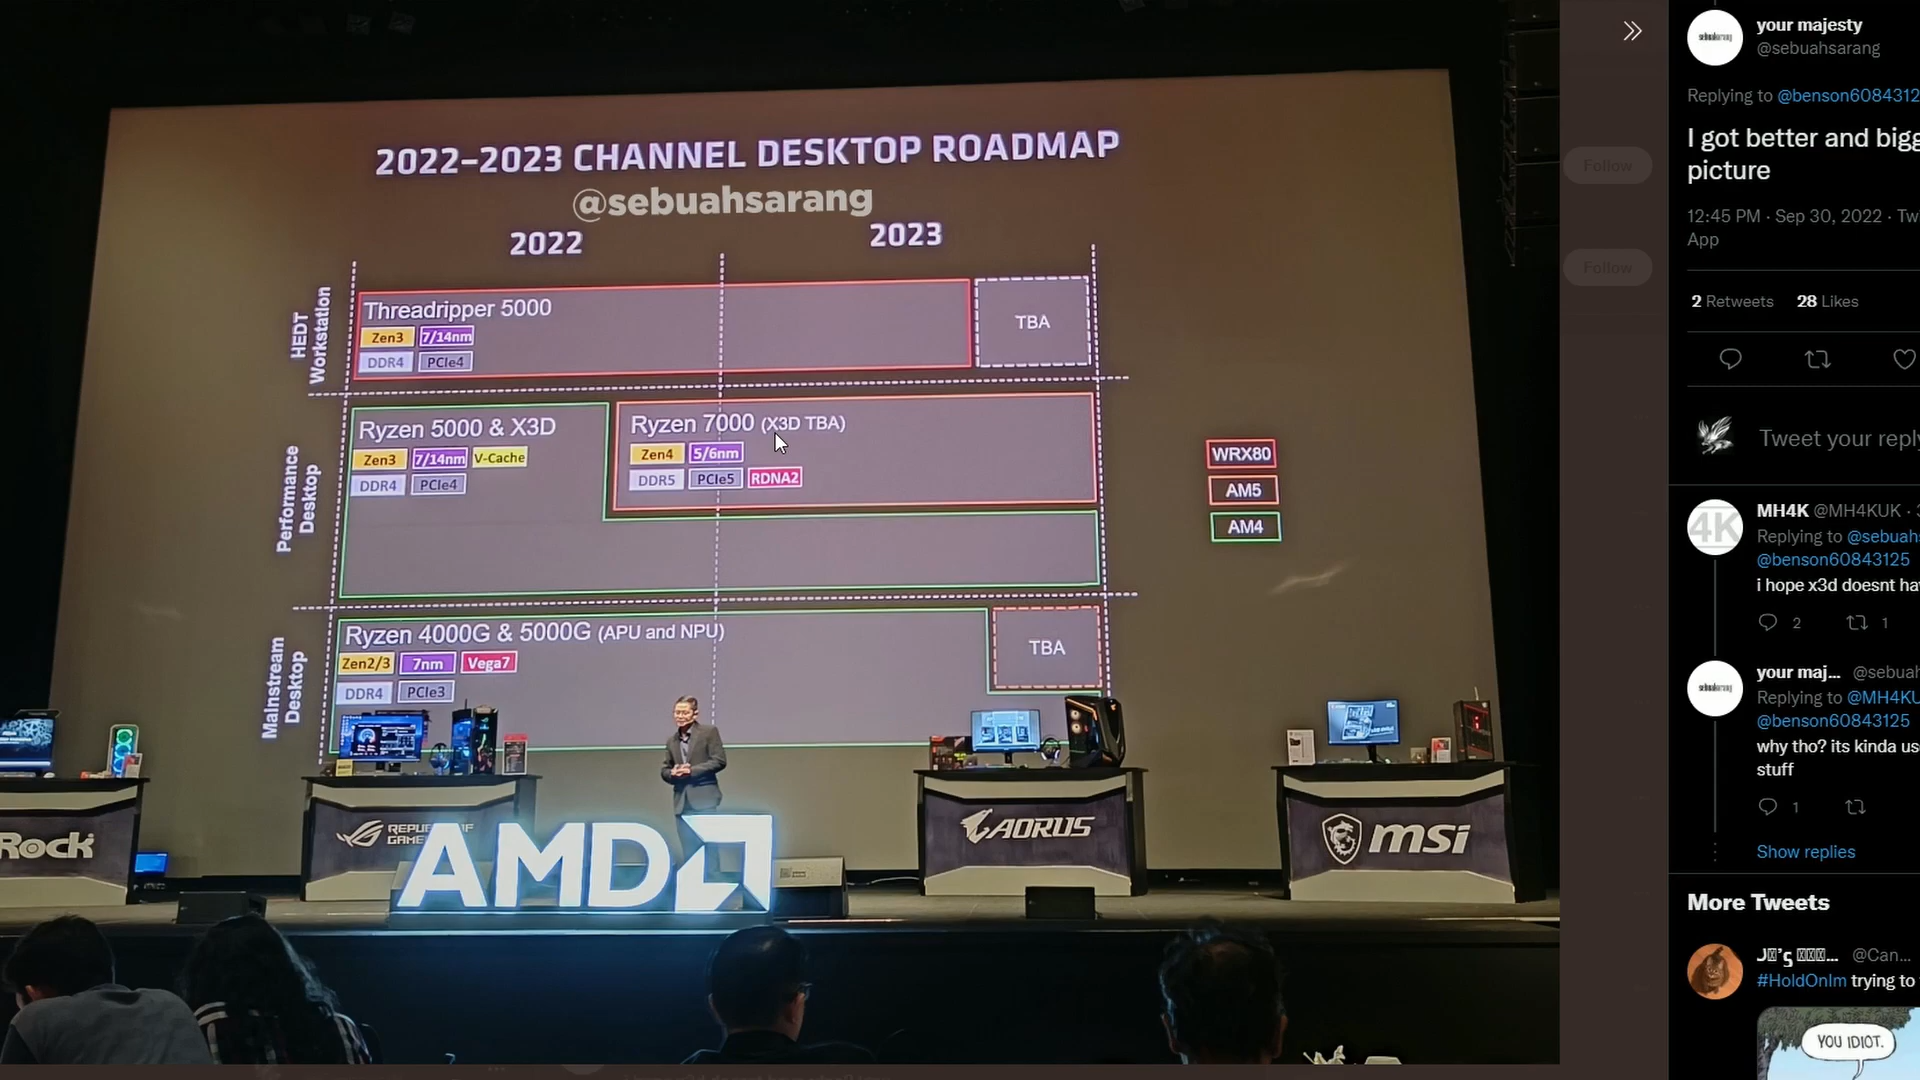 2022–2023 CHANNEL DESKTOP ROADMAP
@sebuahsarang
2022
2023
HEDT
Workstation
Threadripper 5000
Zen3 7/14nm
DDR4 PCIe4
TBA
Performance
Desktop
Ryzen 5000 & X3D
Zen3 7/14nm V-Cache
DDR4 PCIe4
Ryzen 7000 (X3D TBA)
Zen4 5/6nm
DDR5 PCIe5 RDNA2
WRX80
AM5
AM4
Mainstream
Desktop
Ryzen 4000G & 5000G (APU and NPU)
Zen2/3 7nm Vega7
DDR4 PCIe3
TBA
Rock
AMD
AORUS
msi
Follow
Follow
your majesty
@sebuahsarang
Replying to @benson6084312
I got better and bigg
picture
12:45 PM · Sep 30, 2022 · Tw
App
2 Retweets 28 Likes
Tweet your reply
MH4K @MH4KUK ·
Replying to @sebuahs
@benson60843125
i hope x3d doesnt hav
2 1
your maj... @sebuah
Replying to @MH4KU
@benson60843125
why tho? its kinda us
stuff
1
Show replies
More Tweets
@Can...
#HoldOnIm trying to
YOU IDIOT.